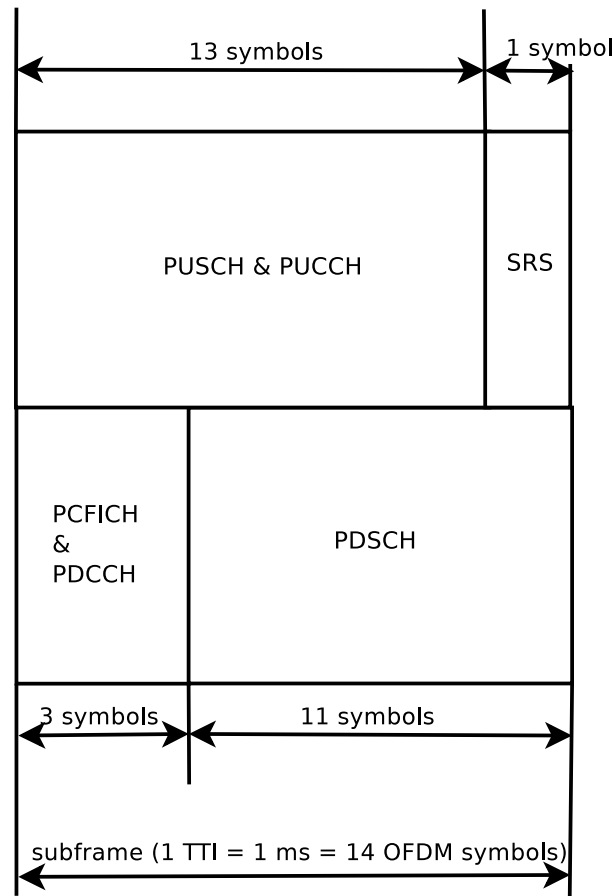 13 symbols
1 symbol
PUSCH & PUCCH
SRS
PCFICH
&
PDCCH
PDSCH
3 symbols
11 symbols
subframe (1 TTI = 1 ms = 14 OFDM symbols)